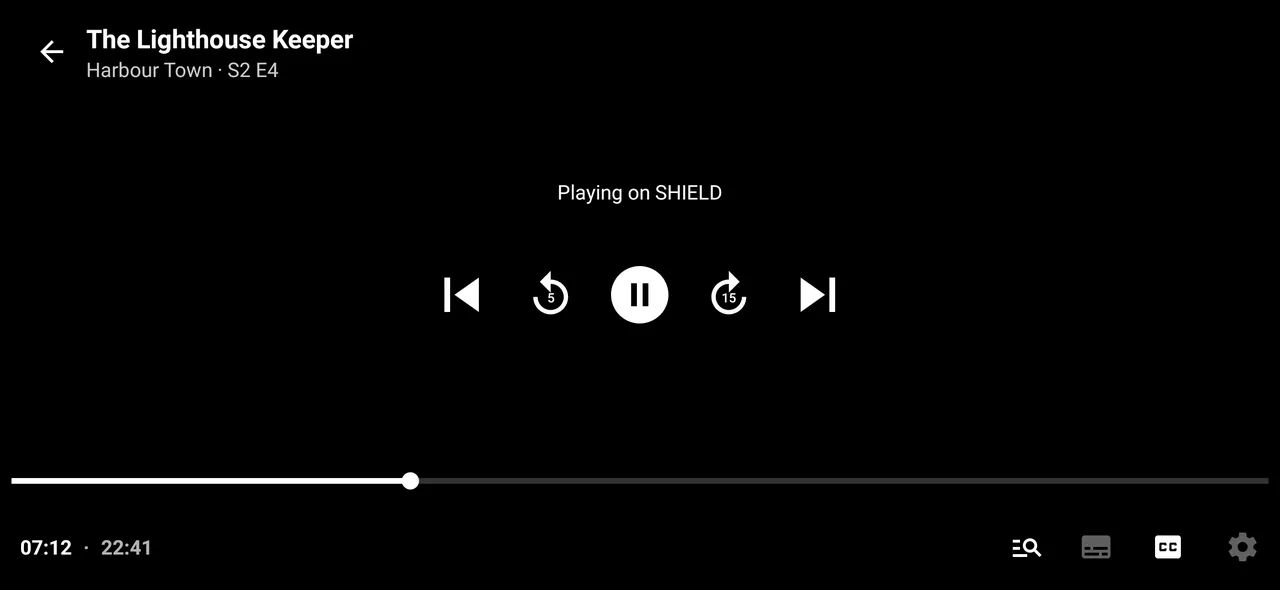 The Lighthouse Keeper
Harbour Town · S2 E4
Playing on SHIELD
5
15
07:12 · 22:41
CC